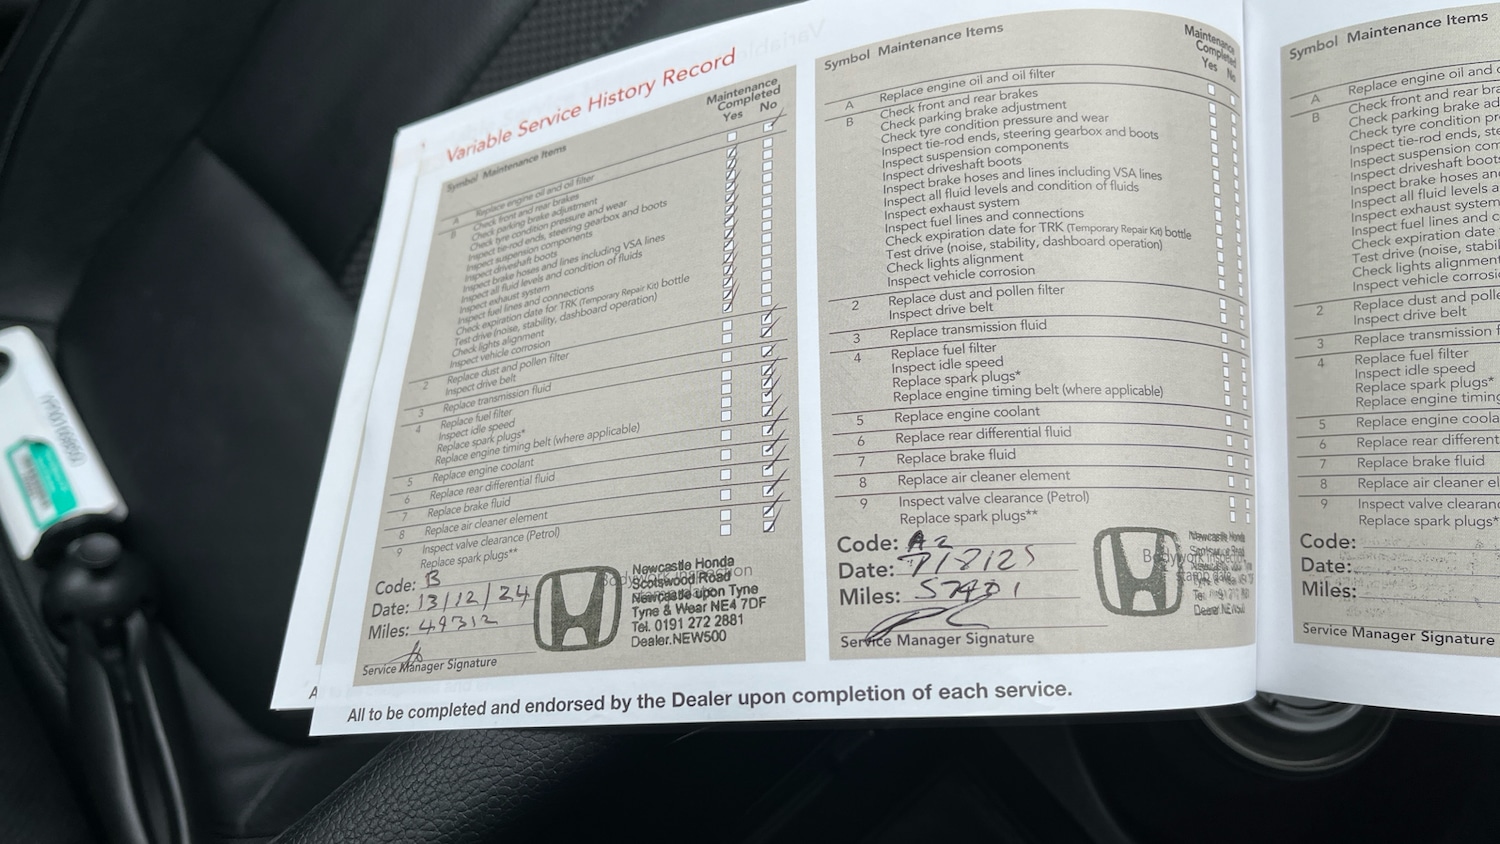 Variable Service History Record
Symbol Maintenance Items
Maintenance
Completed
Yes No
A Replace engine oil and oil filter
B Check front and rear brakes
Check parking brake adjustment
Check tyre condition pressure and wear
Inspect tie-rod ends, steering gearbox and boots
Inspect suspension components
Inspect driveshaft boots
Inspect brake hoses and lines including VSA lines
Inspect all fluid levels and condition of fluids
Inspect exhaust system
Inspect fuel lines and connections
Check expiration date for TRK (Temporary Repair Kit) bottle
Test drive (noise, stability, dashboard operation)
Check lights alignment
Inspect vehicle corrosion
2 Replace dust and pollen filter
Inspect drive belt
3 Replace transmission fluid
4 Replace fuel filter
Inspect idle speed
Replace spark plugs*
Replace engine timing belt (where applicable)
5 Replace engine coolant
6 Replace rear differential fluid
7 Replace brake fluid
8 Replace air cleaner element
9 Inspect valve clearance (Petrol)
Replace spark plugs**
Code: B
Date: 13/12/24
Miles: 49312
Service Manager Signature
Newcastle Honda
Scotswood Road
Newcastle upon Tyne
Tyne & Wear NE4 7DF
Tel. 0191 272 2881
Dealer.NEW500
Symbol Maintenance Items
Maintenance
Completed
Yes No
A Replace engine oil and oil filter
B Check front and rear brakes
Check parking brake adjustment
Check tyre condition pressure and wear
Inspect tie-rod ends, steering gearbox and boots
Inspect suspension components
Inspect driveshaft boots
Inspect brake hoses and lines including VSA lines
Inspect all fluid levels and condition of fluids
Inspect exhaust system
Inspect fuel lines and connections
Check expiration date for TRK (Temporary Repair Kit) bottle
Test drive (noise, stability, dashboard operation)
Check lights alignment
Inspect vehicle corrosion
2 Replace dust and pollen filter
Inspect drive belt
3 Replace transmission fluid
4 Replace fuel filter
Inspect idle speed
Replace spark plugs*
Replace engine timing belt (where applicable)
5 Replace engine coolant
6 Replace rear differential fluid
7 Replace brake fluid
8 Replace air cleaner element
9 Inspect valve clearance (Petrol)
Replace spark plugs**
Code: A2
Date:
Miles:
Service Manager Signature
Newcastle Honda
All to be completed and endorsed by the Dealer upon completion of each service.
Symbol Maintenance Items
A Replace engine oil and
B Check front and rear
Check parking brake
Check tyre condition
Inspect tie-rod ends,
Inspect suspension
Inspect driveshaft boots
Inspect brake hoses
Inspect all fluid levels
Inspect exhaust system
Inspect fuel lines and
Check expiration date
Test drive (noise,
Check lights alignment
Inspect vehicle
2 Replace dust and
Inspect drive belt
3 Replace transmission
4 Replace fuel filter
Inspect idle speed
Replace spark plugs*
Replace engine
5 Replace engine
6 Replace rear
7 Replace brake fluid
8 Replace air cleaner
9 Inspect valve
Replace spark plugs*
Code:
Date:
Miles:
Service Manager Signature